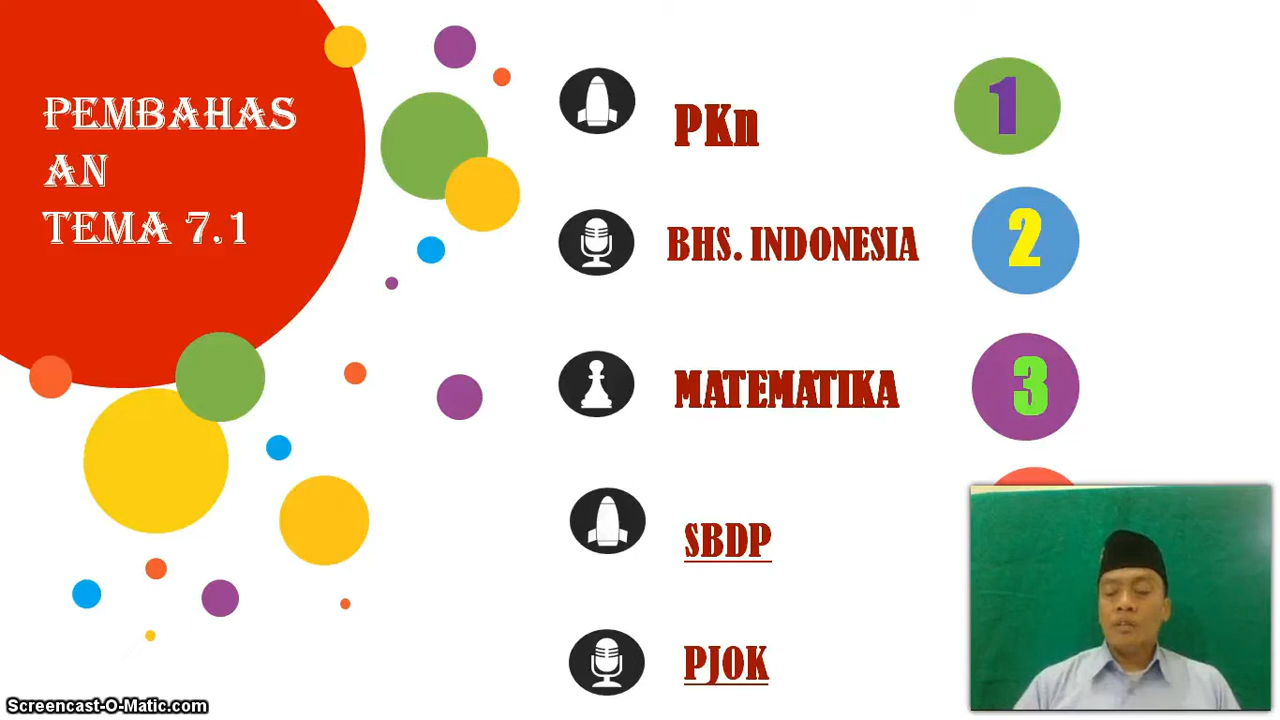 PEMBAHAS
AN
TEMA 7.1
PKn
1
BHS. INDONESIA
2
MATEMATIKA
3
SBDP
PJOK
Screencast-O-Matic.com